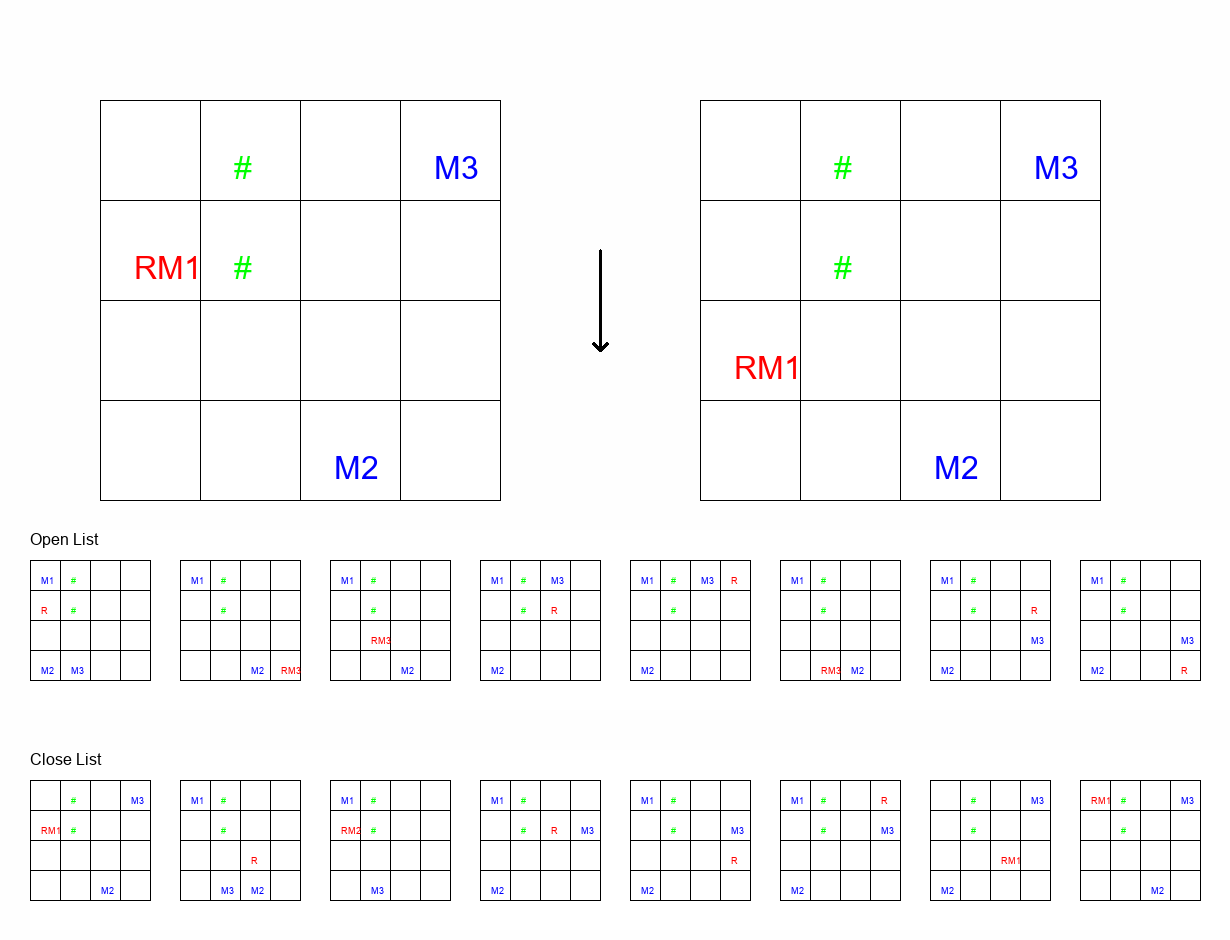 # M3 # M3
RM1 # #
RM1
M2 M2
Open List
M1 # M1 # M1 # M1 # M3 M1 # M3 R M1 # M1 # M1 #
R # # # # R # # # R #
RM3 M3 M3
M2 M3 M2 RM3 M2 M2 M2 RM3 M2 M2 M2 R
Close List
# M3 M1 # M1 # M1 # M1 # M1 # R # M3 RM1 # M3
RM1 # # RM2 # # R M3 # M3 # M3 # #
R R RM1
M2 M3 M2 M3 M2 M2 M2 M2 M2